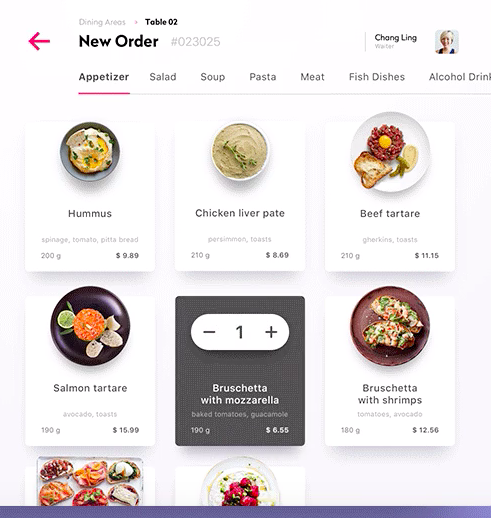 Dining Areas > Table 02
New Order #023025
Chang Ling
Waiter
Appetizer Salad Soup Pasta Meat Fish Dishes Alcohol Drink
Hummus
spinage, tomato, pitta bread
200 g $ 9.89
Chicken liver pate
persimmon, toasts
210 g $ 8.69
Beef tartare
gherkins, toasts
210 g $ 11.15
Salmon tartare
avocado, toasts
190 g $ 15.99
− 1 +
Bruschetta
with mozzarella
baked tomatoes, guacamole
190 g $ 6.55
Bruschetta
with shrimps
tomatoes, avocado
180 g $ 12.56